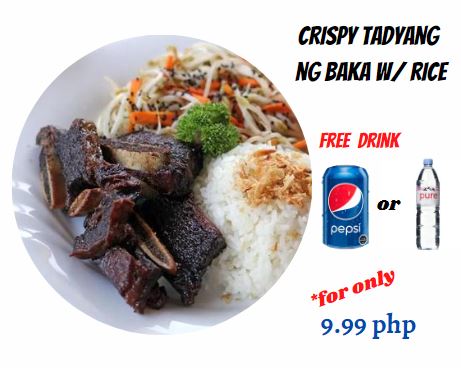 CRISPY TADYANG
NG BAKA W/ RICE
FREE DRINK
pepsi
or
pure
*for only
9.99 php